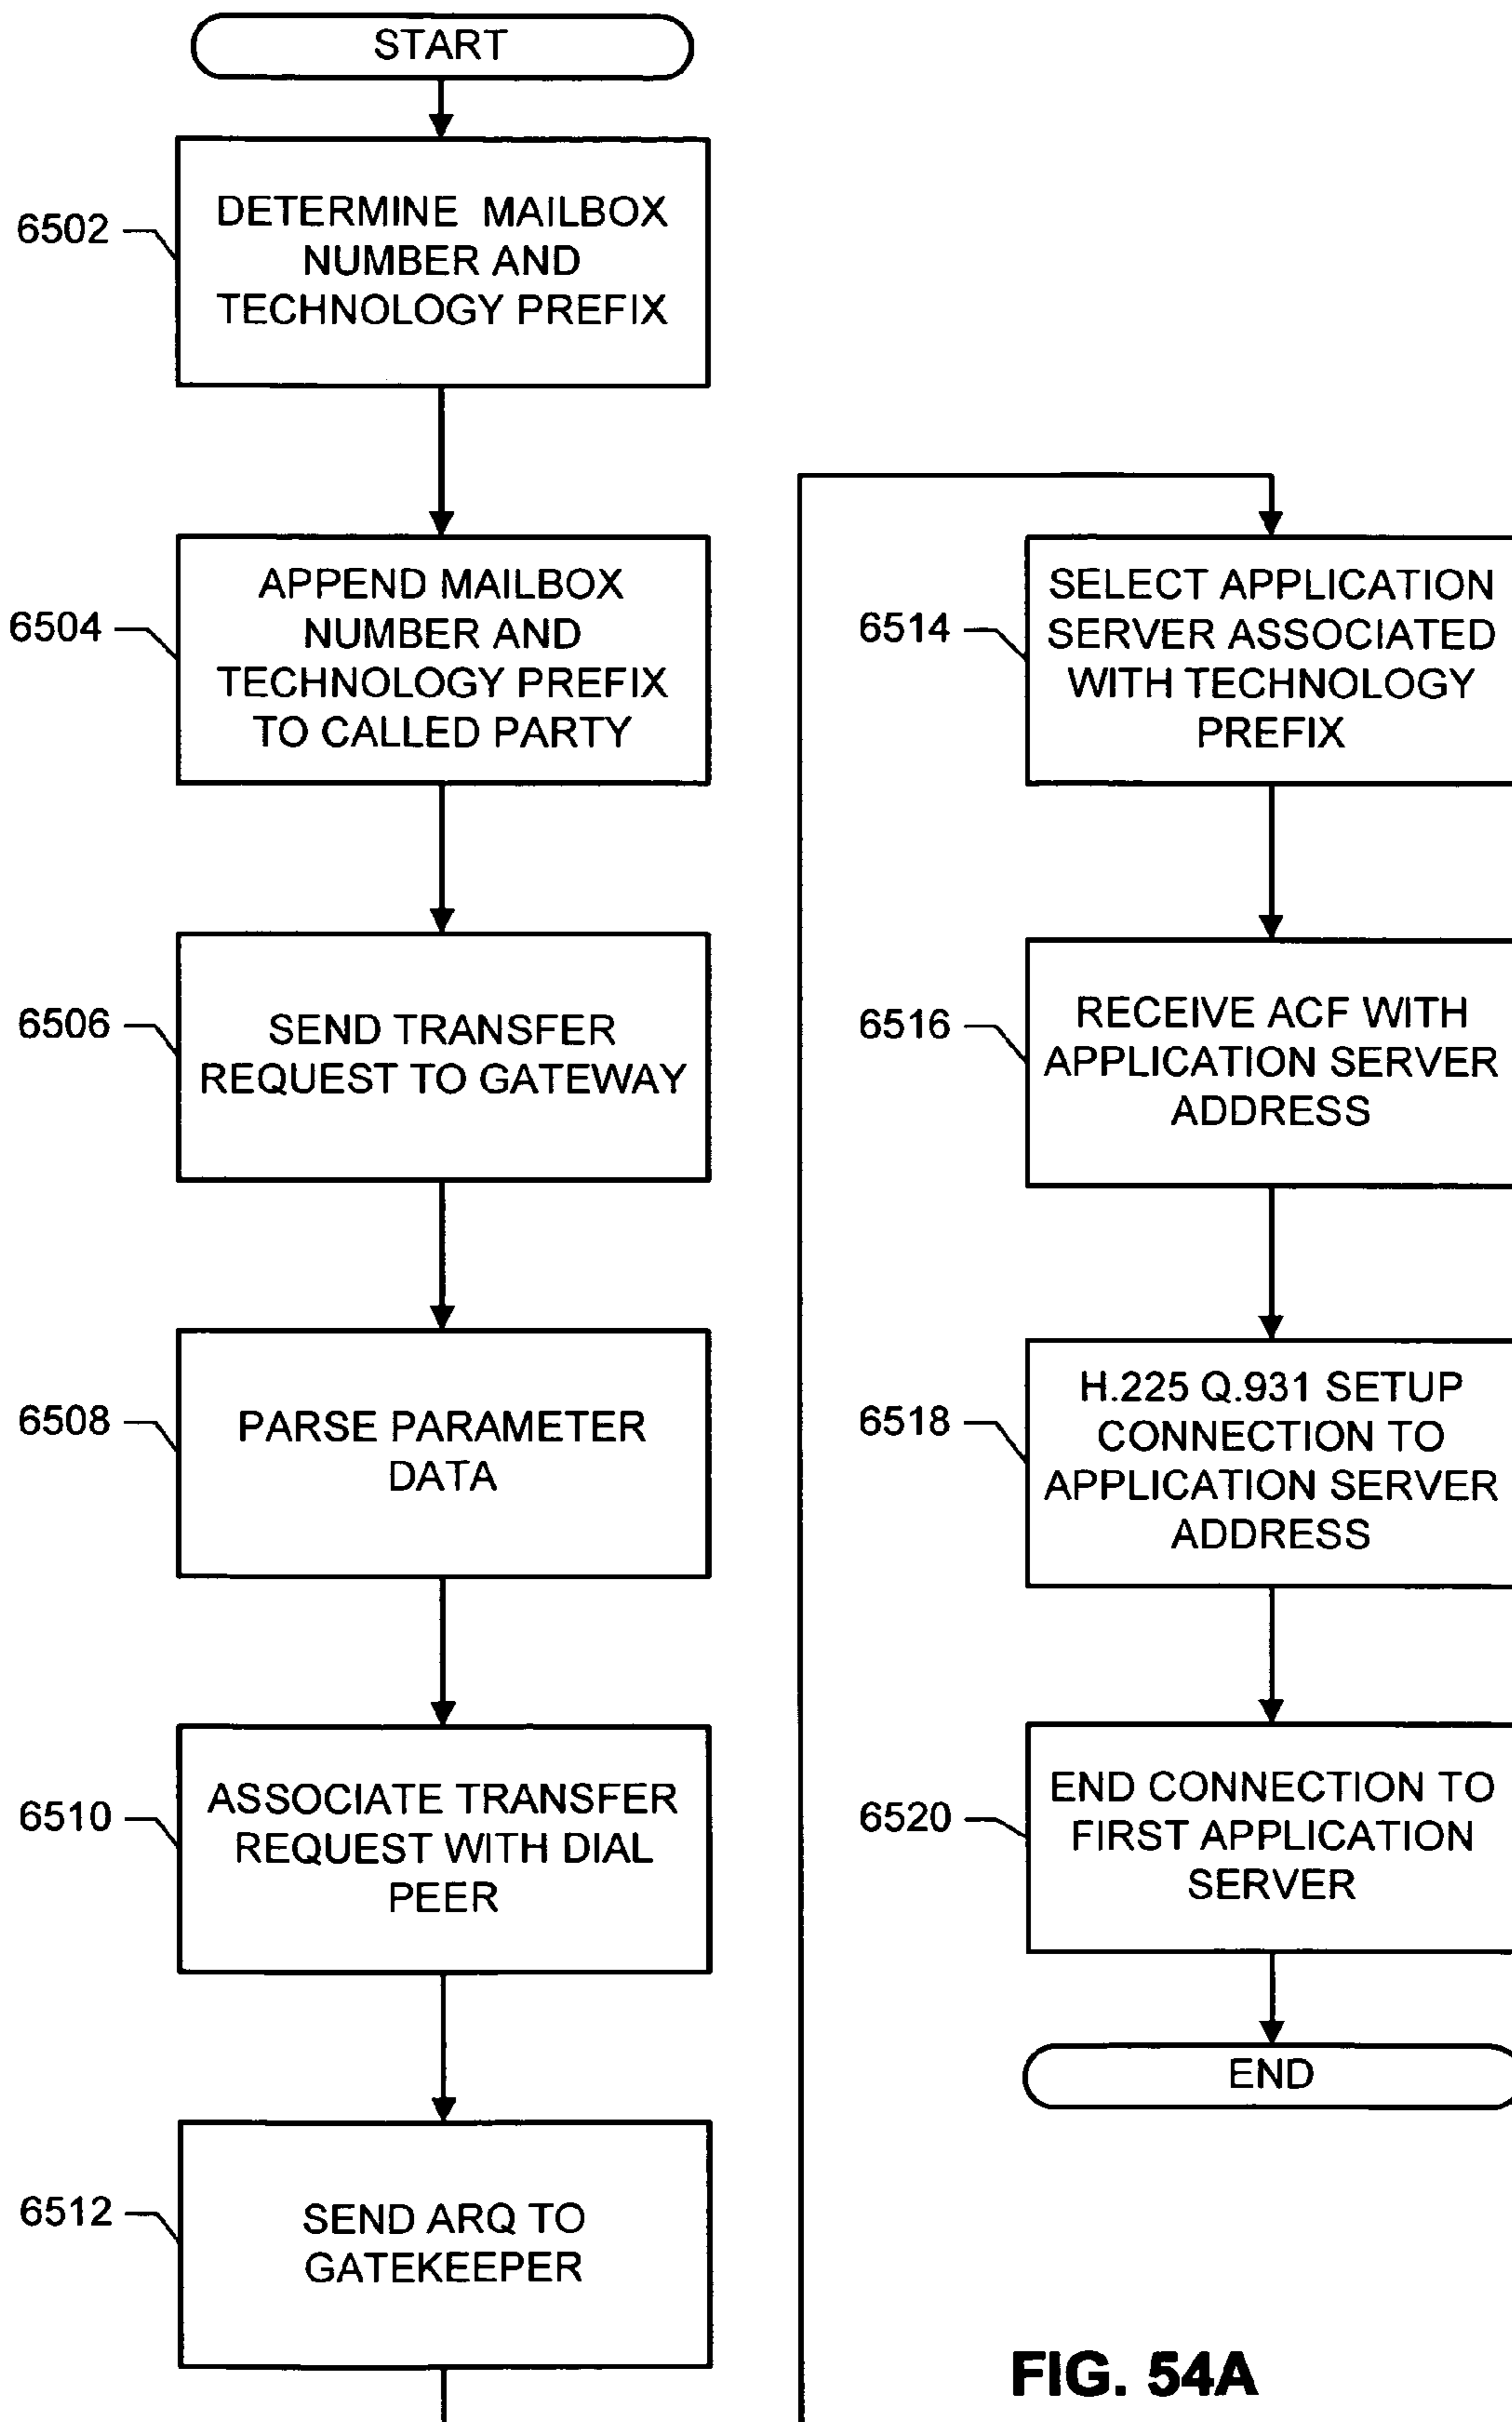 START
6502
DETERMINE MAILBOX
NUMBER AND
TECHNOLOGY PREFIX
6504
APPEND MAILBOX
NUMBER AND
TECHNOLOGY PREFIX
TO CALLED PARTY
6506
SEND TRANSFER
REQUEST TO GATEWAY
6508
PARSE PARAMETER
DATA
6510
ASSOCIATE TRANSFER
REQUEST WITH DIAL
PEER
6512
SEND ARQ TO
GATEKEEPER
6514
SELECT APPLICATION
SERVER ASSOCIATED
WITH TECHNOLOGY
PREFIX
6516
RECEIVE ACF WITH
APPLICATION SERVER
ADDRESS
6518
H.225 Q.931 SETUP
CONNECTION TO
APPLICATION SERVER
ADDRESS
6520
END CONNECTION TO
FIRST APPLICATION
SERVER
END
FIG. 54A